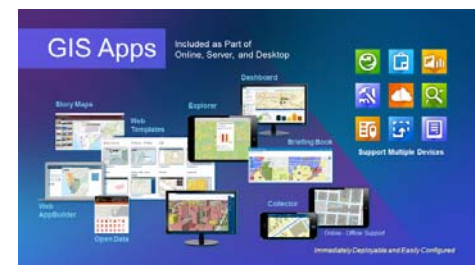 GIS Apps
Included as Part of
Online, Server, and Desktop
Dashboard
Story Maps
Explorer
Web
Templates
Briefing Book
Support Multiple Devices
Web
AppBuilder
Collector
Open Data
Online - Offline Support
Immediately Deployable and Easily Configured